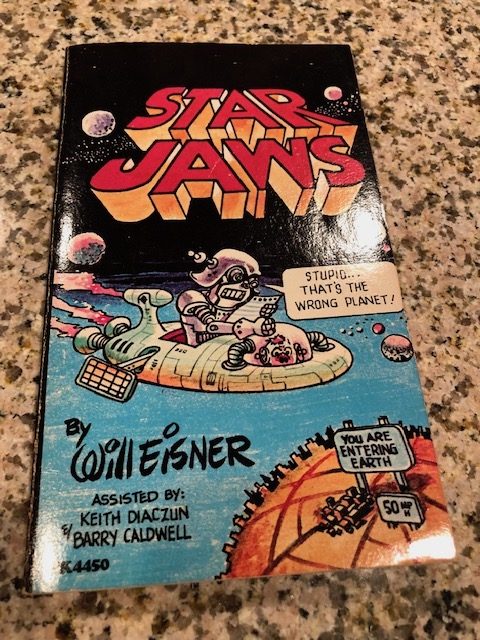 STAR
JAWS
STUPID...
THAT'S THE
WRONG PLANET!
By
Will EiSNER
ASSISTED BY:
KEITH DIACZUN
& BARRY CALDWELL
K4450
YOU ARE
ENTERING
EARTH
50